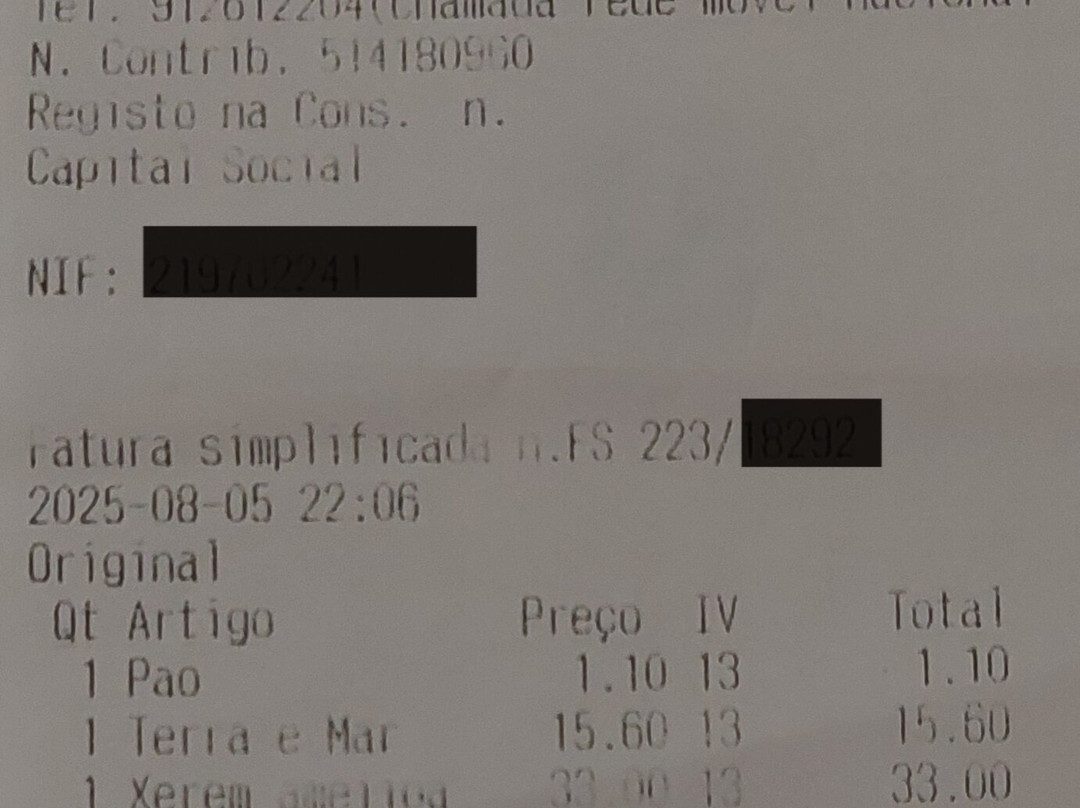 N. Contrib. 514180960
Registo na Cons. n.
Capital Social
NIF:
Fatura simplificada n.FS 223/
2025-08-05 22:06
Original
Qt Artigo Preço IV Total
1 Pao 1.10 13 1.10
1 Terra e Mar 15.60 13 15.60
1 Xerem 33.00 13 33.00